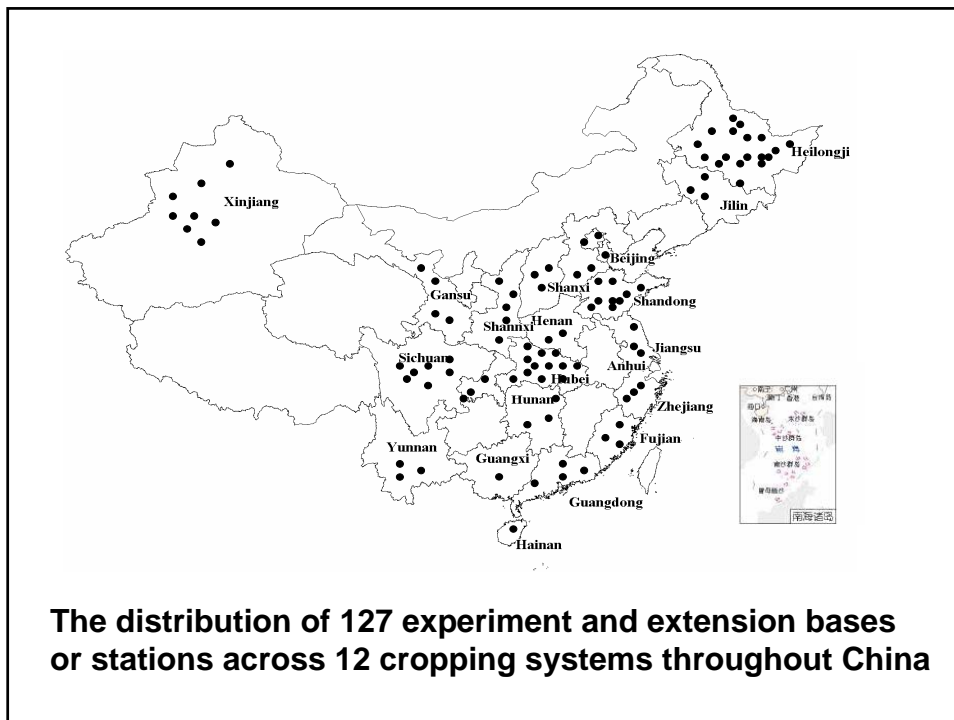 Heilongji
Xinjiang
Jilin
Beijing
Gansu
Shanxi
Shandong
Shannxi
Henan
Jiangsu
Sichuan
Anhui
Hubei
Hunan
Zhejiang
Fujian
Yunnan
Guangxi
Guangdong
Hainan
南海诸岛
The distribution of 127 experiment and extension bases
or stations across 12 cropping systems throughout China